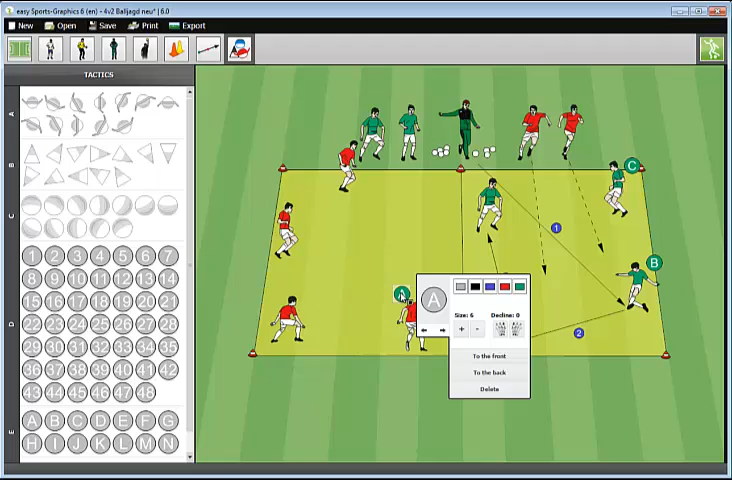 easy Sports-Graphics 6 (en) - 4v2 Balljagd neu* | 6.0
New Open Save Print Export
TACTICS
A
B
C
D
E
1 2 3 4 5 6 7
8 9 10 11 12 13 14
15 16 17 18 19 20 21
22 23 24 25 26 27 28
29 30 31 32 33 34 35
36 37 38 39 40 41 42
43 44 45 46 47 48
A B C D E F G
H I J K L M N
C
1
B
A
2
A
Size: 6 Decline: 0
+ -
To the front
To the back
Delete